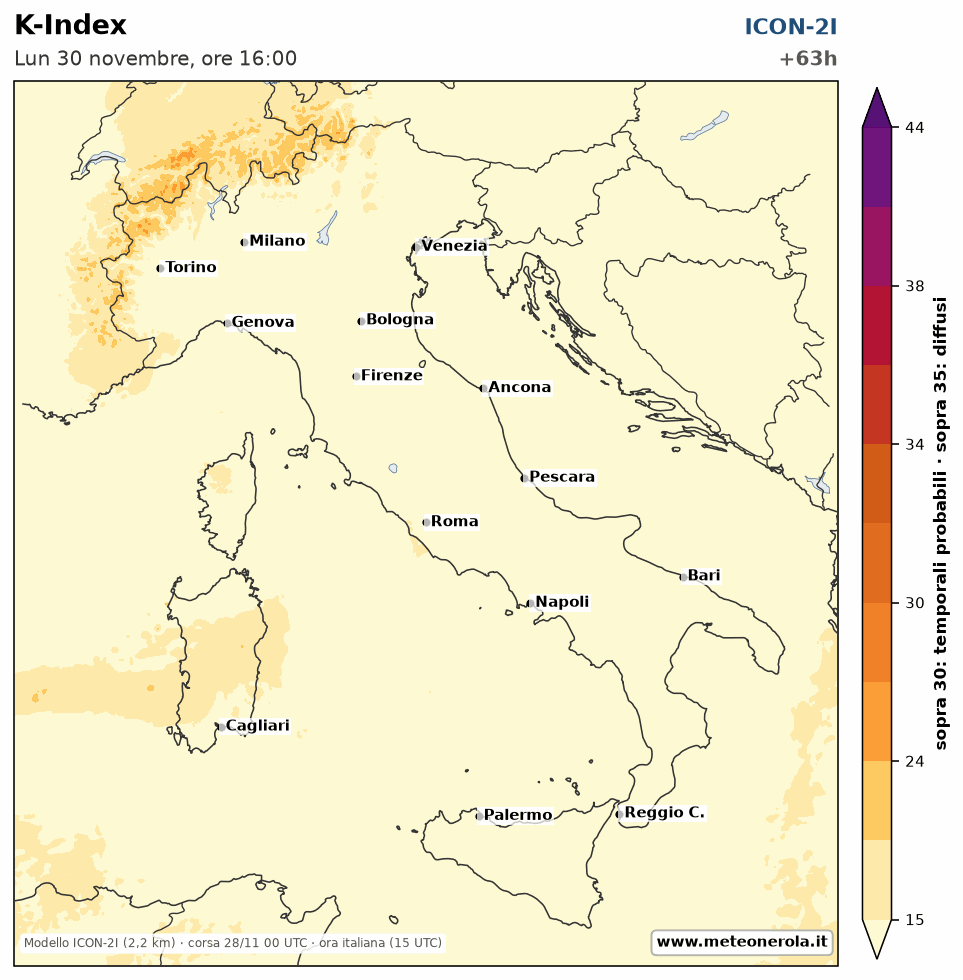 K-Index
ICON-2I
Lun 30 novembre, ore 16:00
+63h
Milano
Venezia
Torino
Genova
Bologna
Firenze
Ancona
Pescara
Roma
Bari
Napoli
Cagliari
Palermo
Reggio C.
44
38
34
30
24
15
sopra 30: temporali probabili · sopra 35: diffusi
Modello ICON-2I (2,2 km) · corsa 28/11 00 UTC · ora italiana (15 UTC)
www.meteonerola.it